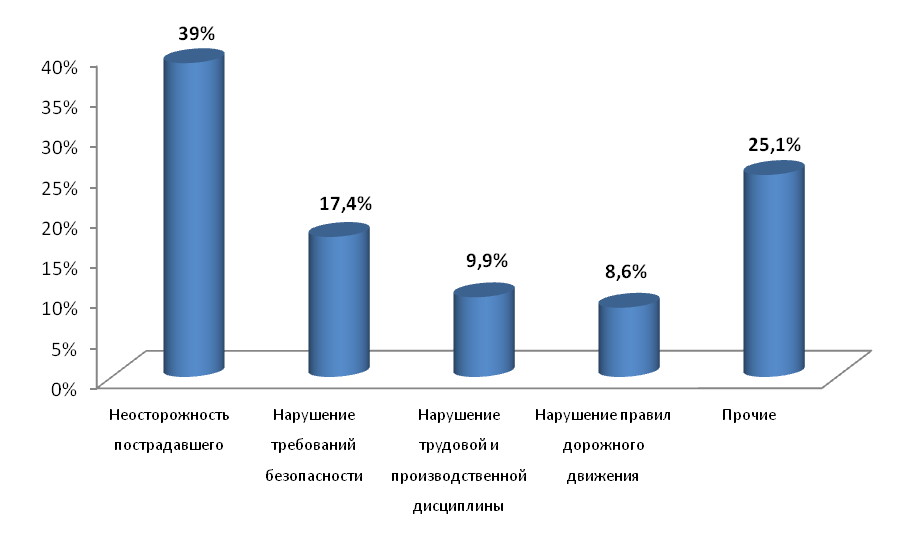 39%
40%
35%
30%
25%
20%
15%
10%
5%
0%
17,4%
9,9%
8,6%
25,1%
Неосторожность
пострадавшего
Нарушение
требований
безопасности
Нарушение
трудовой и
производственной
дисциплины
Нарушение правил
дорожного
движения
Прочие